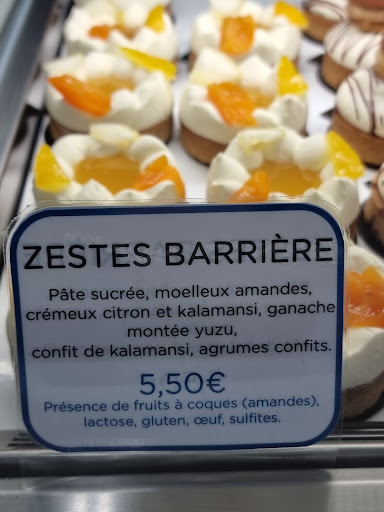 ZESTES BARRIÈRE
Pâte sucrée, moelleux amandes,
crémeux citron et kalamansi, ganache
montée yuzu,
confit de kalamansi, agrumes confits.
5,50€
Présence de fruits à coques (amandes),
lactose, gluten, œuf, sulfites.